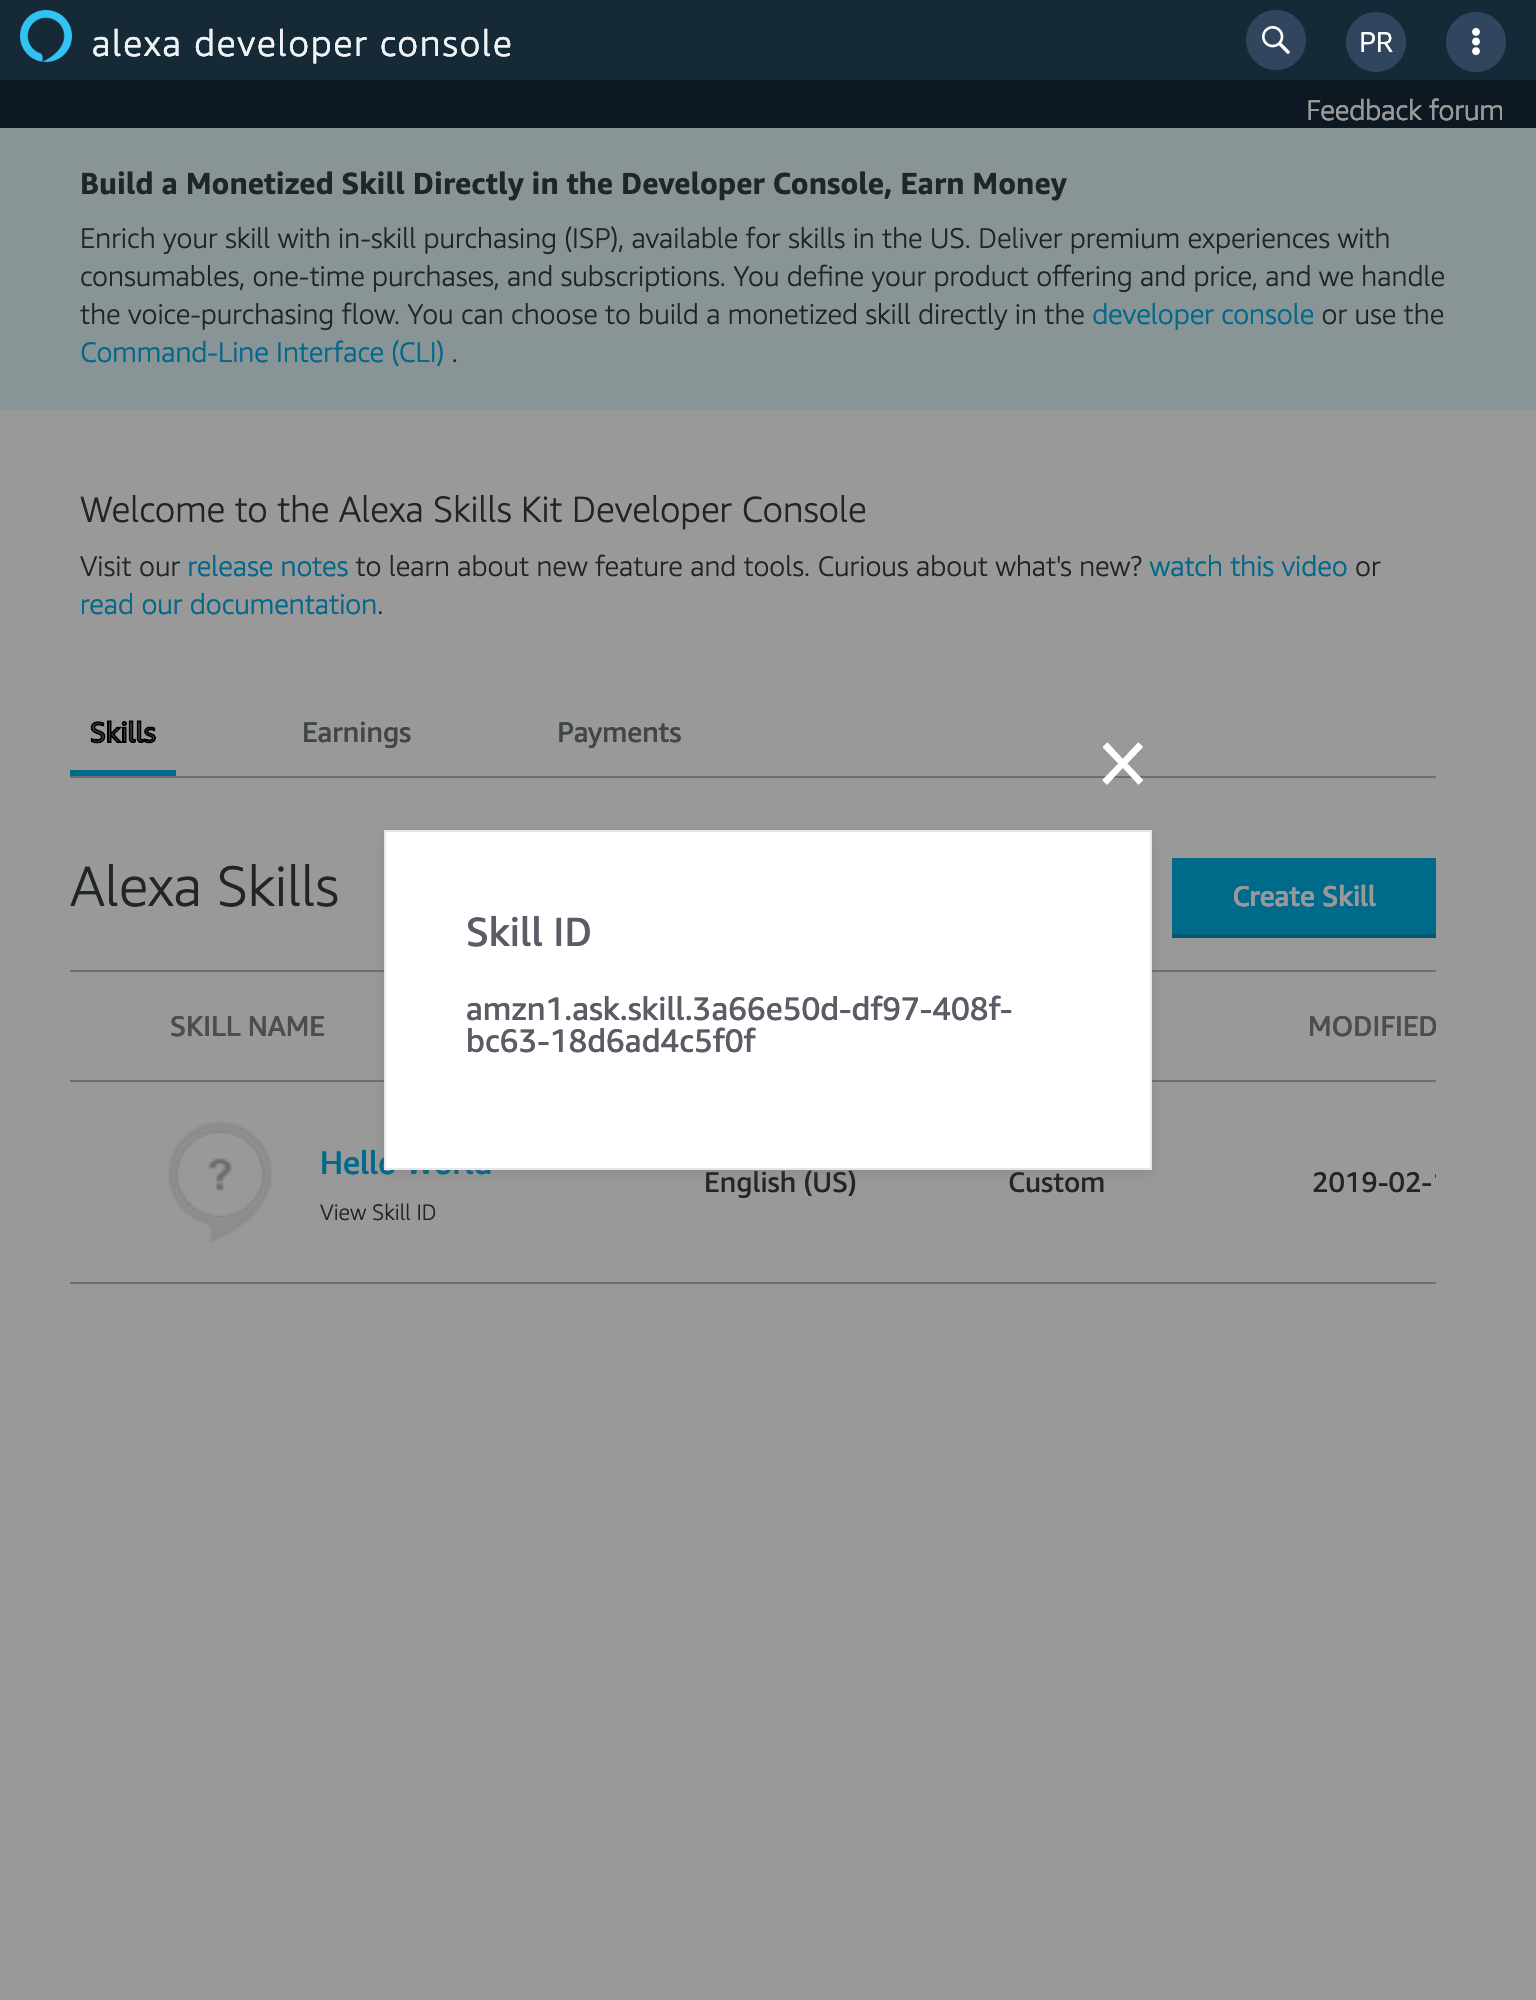 alexa developer console
PR
Feedback forum
Build a Monetized Skill Directly in the Developer Console, Earn Money
Enrich your skill with in-skill purchasing (ISP), available for skills in the US. Deliver premium experiences with
consumables, one-time purchases, and subscriptions. You define your product offering and price, and we handle
the voice-purchasing flow. You can choose to build a monetized skill directly in the developer console or use the
Command-Line Interface (CLI) .
Welcome to the Alexa Skills Kit Developer Console
Visit our release notes to learn about new feature and tools. Curious about what's new? watch this video or
read our documentation.
Skills Earnings Payments
Alexa Skills
Create Skill
Skill ID
amzn1.ask.skill.3a66e50d-df97-408f-
bc63-18d6ad4c5f0f
SKILL NAME MODIFIED
?
Hello World English (US) Custom 2019-02-
View Skill ID